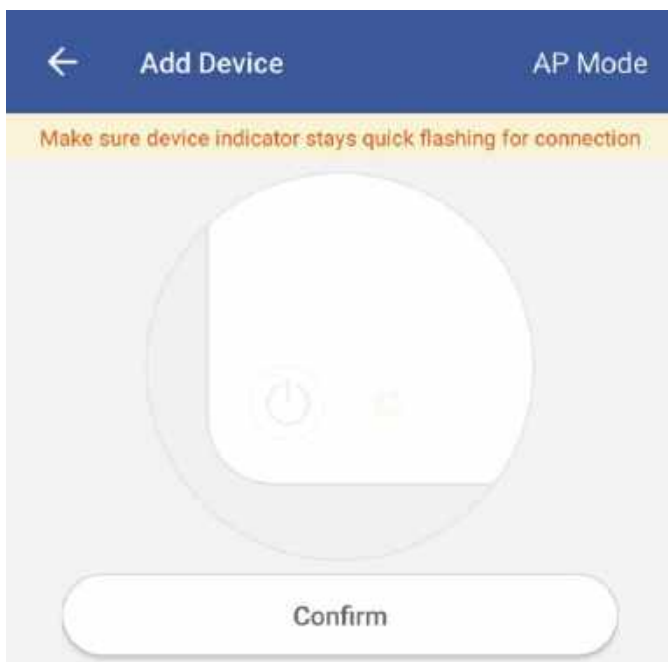 Add Device
AP Mode
Make sure device indicator stays quick flashing for connection
Confirm